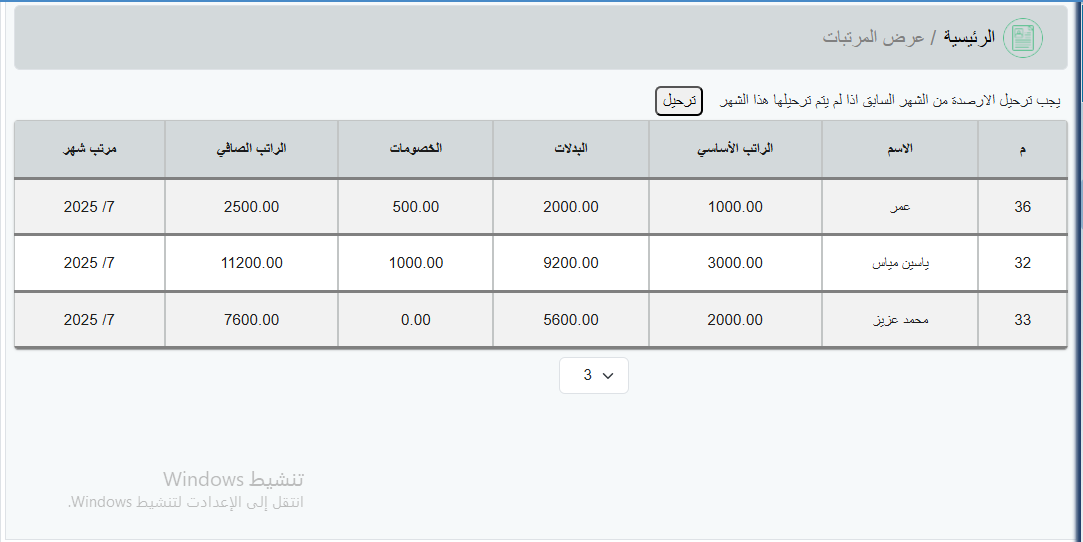 الرئيسية / عرض المرتبات
يجب ترحيل الارصدة من الشهر السابق اذا لم يتم ترحيلها هذا الشهر ترحيل
م الاسم الراتب الأساسي البدلات الخصومات الراتب الصافي مرتب شهر
36 عمر 1000.00 2000.00 500.00 2500.00 2025 /7
32 ياسين مياس 3000.00 9200.00 1000.00 11200.00 2025 /7
33 محمد عزيز 2000.00 5600.00 0.00 7600.00 2025 /7
3
تنشيط Windows
انتقل إلى الإعدادت لتنشيط Windows.